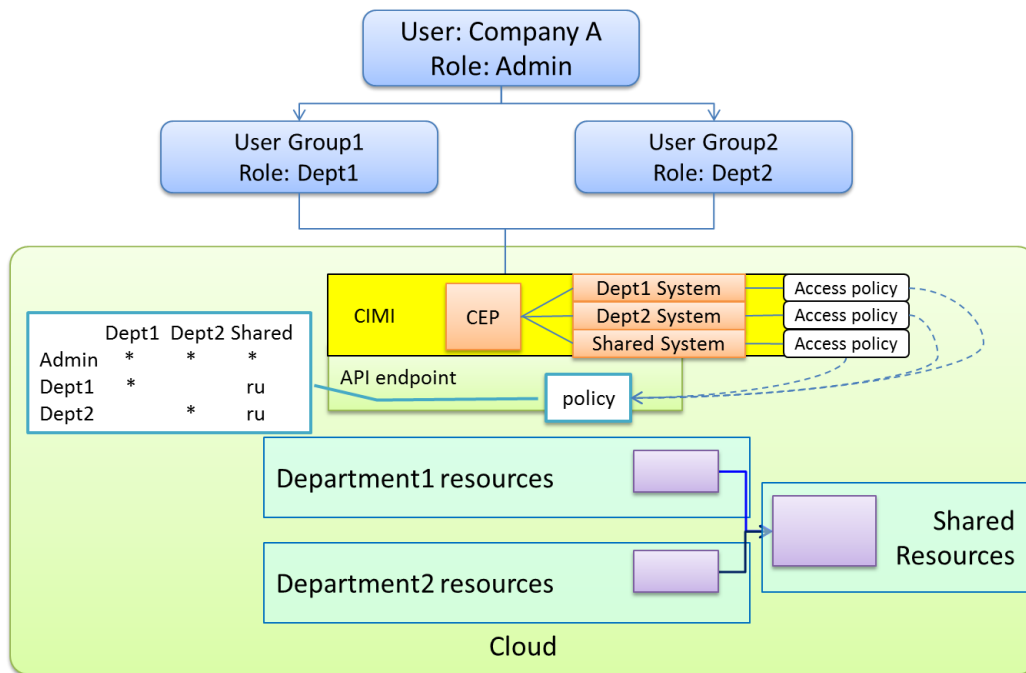 User: Company A
Role: Admin
User Group1
Role: Dept1
User Group2
Role: Dept2
CIMI
CEP
Dept1 System
Dept2 System
Shared System
Access policy
Access policy
Access policy
API endpoint
policy
Dept1 Dept2 Shared
Admin * * *
Dept1 * ru
Dept2 * ru
Department1 resources
Department2 resources
Shared
Resources
Cloud